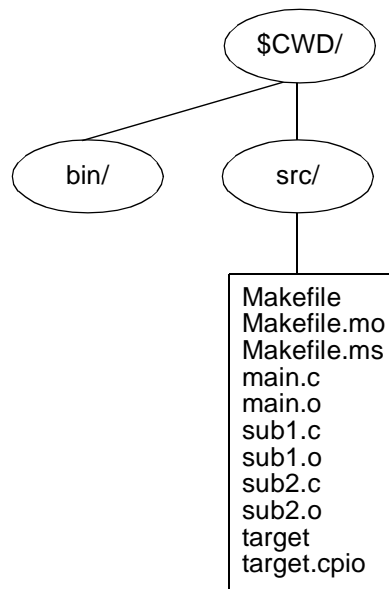 $CWD/
bin/
src/
Makefile
Makefile.mo
Makefile.ms
main.c
main.o
sub1.c
sub1.o
sub2.c
sub2.o
target
target.cpio